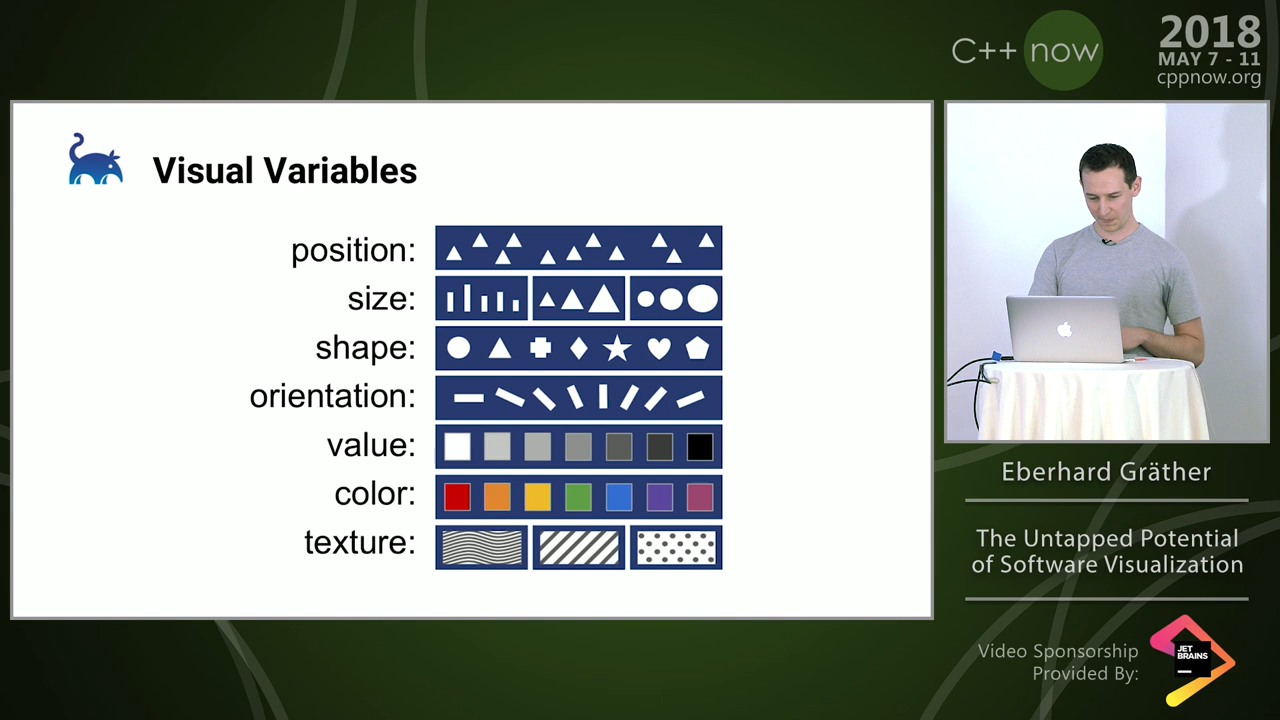 C++ now
2018
MAY 7 - 11
cppnow.org
Visual Variables
position:
size:
shape:
orientation:
value:
color:
texture:
Eberhard Gräther
The Untapped Potential
of Software Visualization
Video Sponsorship
Provided By:
JET
BRAINS